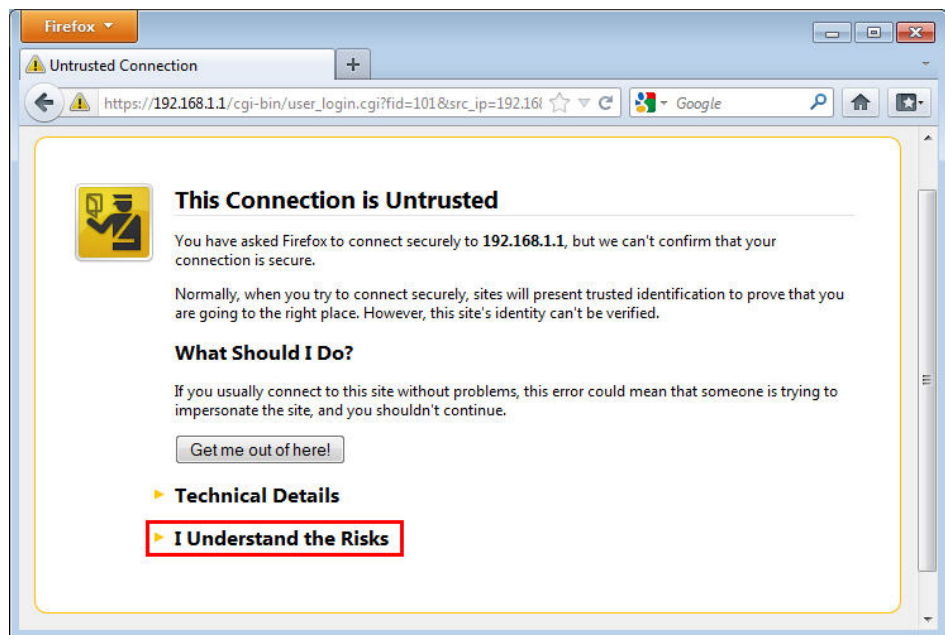 Firefox
Untrusted Connection
https://192.168.1.1/cgi-bin/user_login.cgi?fid=101&src_ip=192.16
Google
This Connection is Untrusted
You have asked Firefox to connect securely to 192.168.1.1, but we can't confirm that your
connection is secure.
Normally, when you try to connect securely, sites will present trusted identification to prove that you
are going to the right place. However, this site's identity can't be verified.
What Should I Do?
If you usually connect to this site without problems, this error could mean that someone is trying to
impersonate the site, and you shouldn't continue.
Get me out of here!
Technical Details
I Understand the Risks